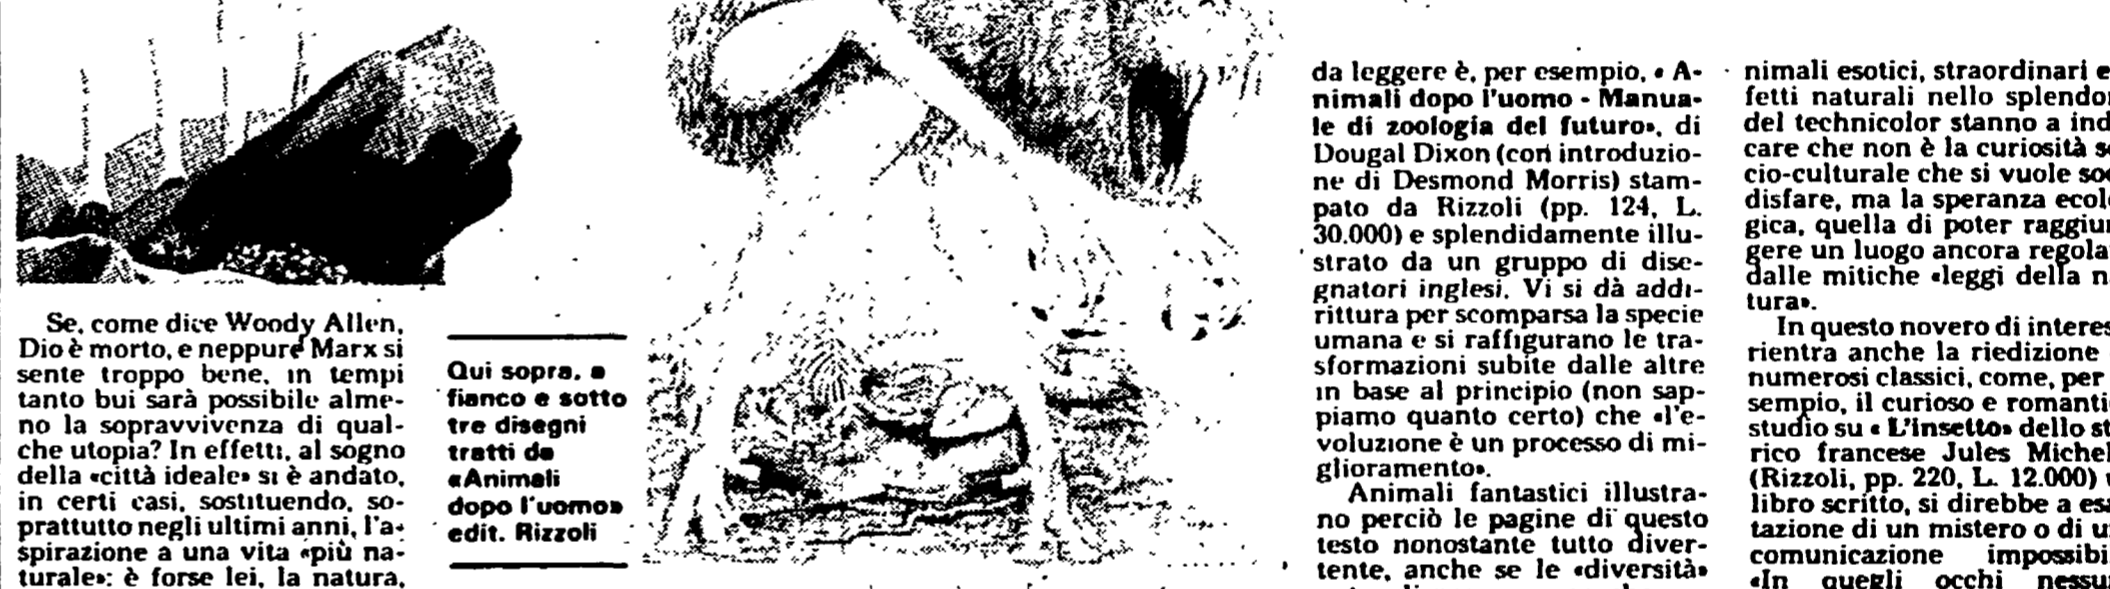 Se, come dice Woody Allen,
Dio è morto, e neppure Marx si
sente troppo bene, in tempi
tanto bui sarà possibile alme-
no la sopravvivenza di qual-
che utopia? In effetti, al sogno
della «città ideale» si è andato,
in certi casi, sostituendo, so-
prattutto negli ultimi anni, l'a-
spirazione a una vita «più na-
turale»: è forse lei, la natura,
Qui sopra, a
fianco e sotto
tre disegni
tratti da
«Animali
dopo l'uomo»
edit. Rizzoli
da leggere è, per esempio, « A-
nimali dopo l'uomo - Manua-
le di zoologia del futuro», di
Dougal Dixon (con introduzio-
ne di Desmond Morris) stam-
pato da Rizzoli (pp. 124, L.
30.000) e splendidamente illu-
strato da un gruppo di dise-
gnatori inglesi. Vi si dà addi-
rittura per scomparsa la specie
umana e si raffigurano le tra-
sformazioni subite dalle altre
in base al principio (non sap-
piamo quanto certo) che «l'e-
voluzione è un processo di mi-
glioramento».
Animali fantastici illustra-
no perciò le pagine di questo
testo nonostante tutto diver-
tente, anche se le «diversità»
nimali esotici, straordinari e
fetti naturali nello splendo
del technicolor stanno a ind
care che non è la curiosità s
cio-culturale che si vuole so
disfare, ma la speranza ecol
gica, quella di poter raggiu
gere un luogo ancora regola
dalle mitiche «leggi della n
tura».
In questo novero di interes
rientra anche la riedizione
numerosi classici, come, per
sempio, il curioso e romanti
studio su « L'insetto» dello st
rico francese Jules Michel
(Rizzoli, pp. 220, L. 12.000)
libro scritto, si direbbe a esa
tazione di un mistero o di u
comunicazione impossibi
«In quegli occhi nessu